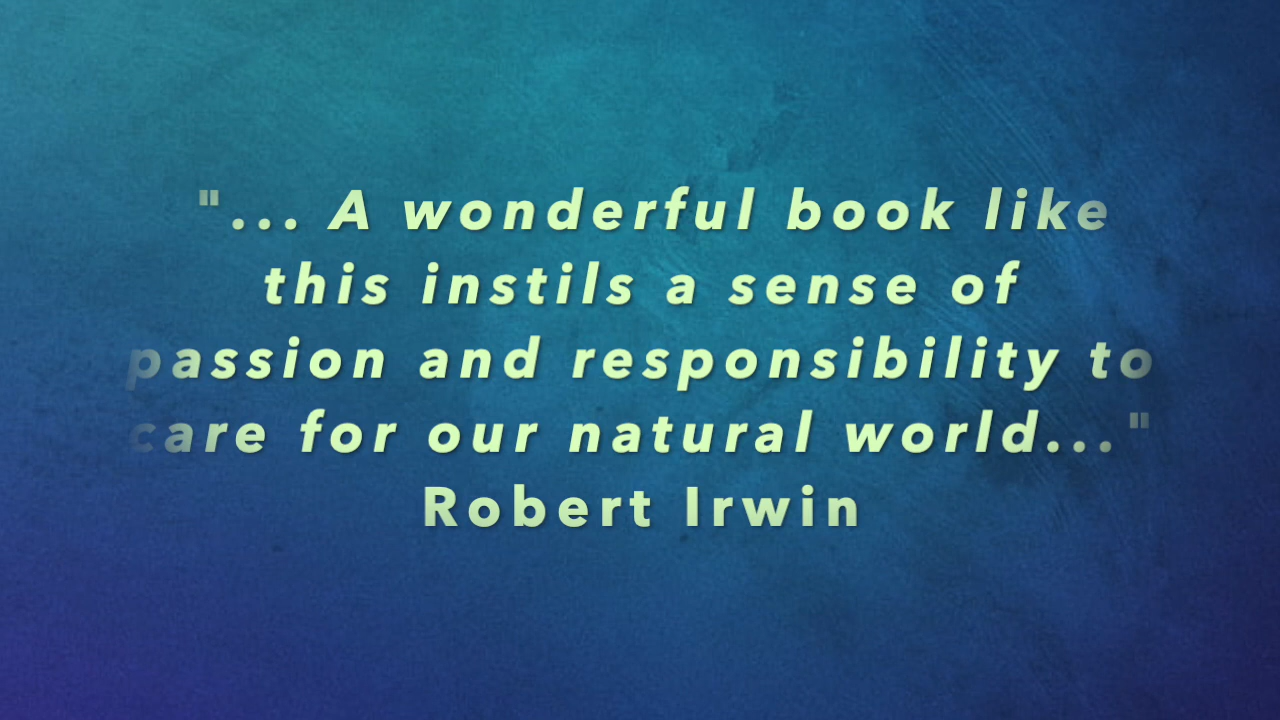 "... A wonderful book like
this instils a sense of
passion and responsibility to
care for our natural world..."
Robert Irwin